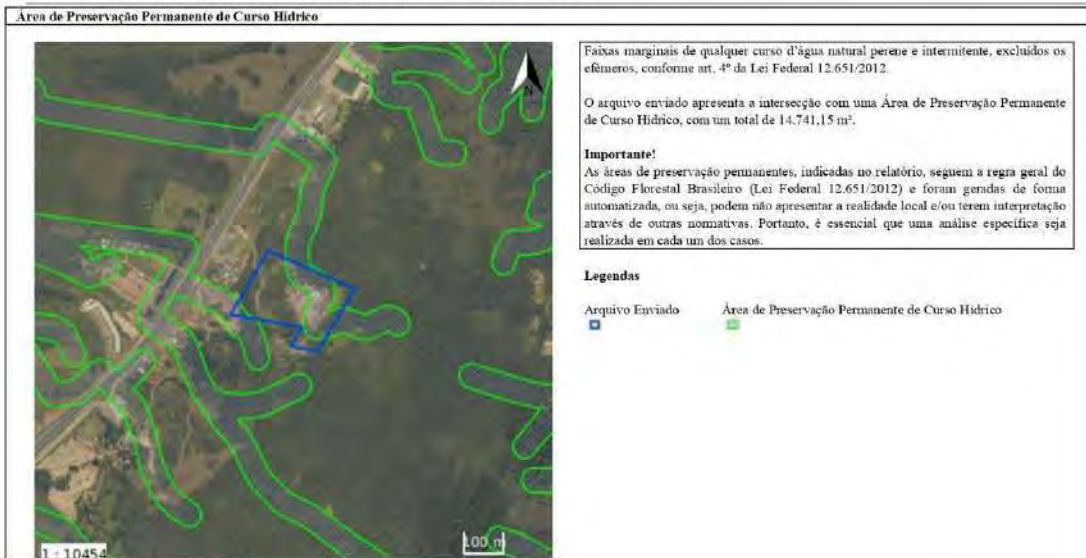 Área de Preservação Permanente de Curso Hídrico
N
1 - 10454
100 m
Faixas marginais de qualquer curso d'água natural perene e intermitente, excluídos os
efêmeros, conforme art. 4º da Lei Federal 12.651/2012.
O arquivo enviado apresenta a intersecção com uma Área de Preservação Permanente
de Curso Hídrico, com um total de 14.741,15 m².
Importante!
As áreas de preservação permanentes, indicadas no relatório, seguem a regra geral do
Código Florestal Brasileiro (Lei Federal 12.651/2012) e foram geradas de forma
automatizada, ou seja, podem não apresentar a realidade local e/ou terem interpretação
através de outras normativas. Portanto, é essencial que uma análise específica seja
realizada em cada um dos casos.
Legendas
Arquivo Enviado
Área de Preservação Permanente de Curso Hídrico